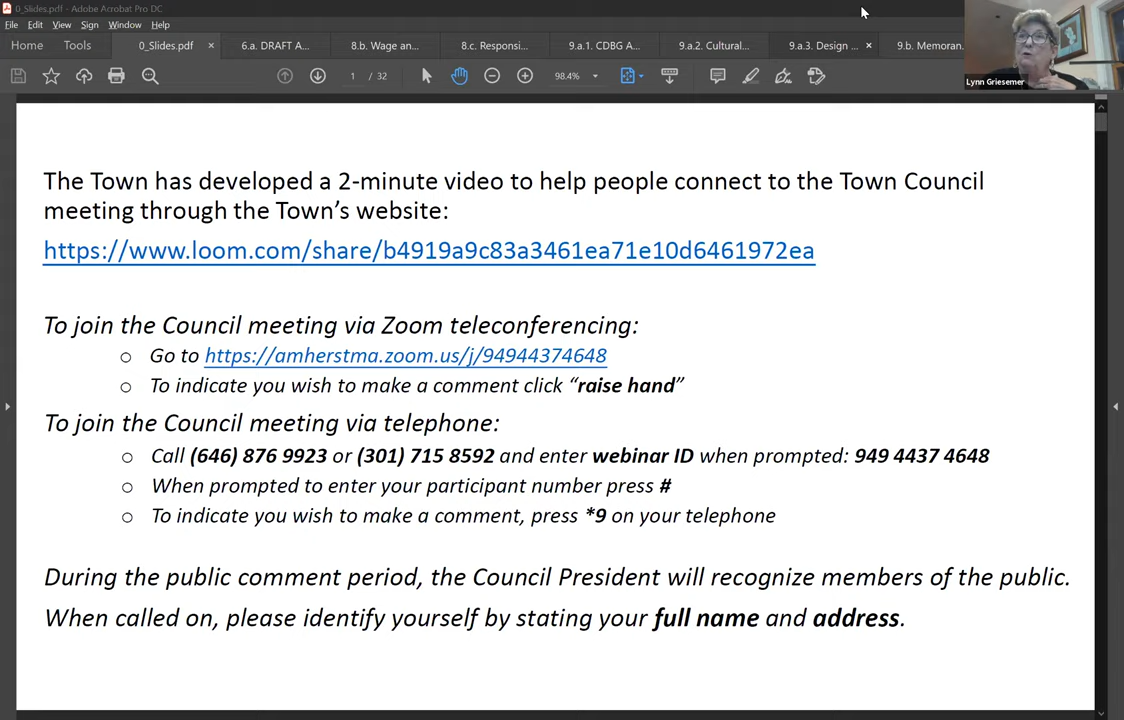 0_Slides.pdf - Adobe Acrobat Pro DC
File Edit View Sign Window Help
Home Tools 0_Slides.pdf × 6.a. DRAFT A... 8.b. Wage an... 8.c. Responsi... 9.a.1. CDBG A... 9.a.2. Cultural... 9.a.3. Design ... × 9.b. Memoran.
1 / 32 98.4%
Lynn Griesemer
The Town has developed a 2-minute video to help people connect to the Town Council
meeting through the Town’s website:
https://www.loom.com/share/b4919a9c83a3461ea71e10d6461972ea
To join the Council meeting via Zoom teleconferencing:
o Go to https://amherstma.zoom.us/j/94944374648
o To indicate you wish to make a comment click “raise hand”
To join the Council meeting via telephone:
o Call (646) 876 9923 or (301) 715 8592 and enter webinar ID when prompted: 949 4437 4648
o When prompted to enter your participant number press #
o To indicate you wish to make a comment, press *9 on your telephone
During the public comment period, the Council President will recognize members of the public.
When called on, please identify yourself by stating your full name and address.